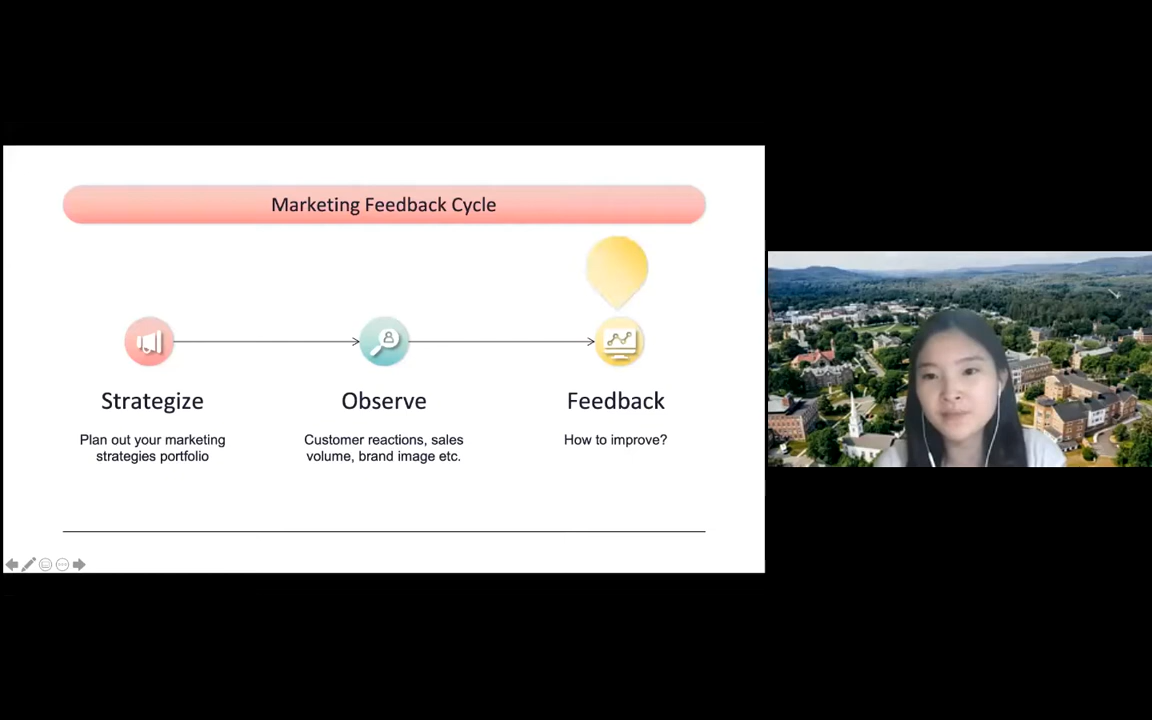 Marketing Feedback Cycle
Strategize
Plan out your marketing
strategies portfolio
Observe
Customer reactions, sales
volume, brand image etc.
Feedback
How to improve?